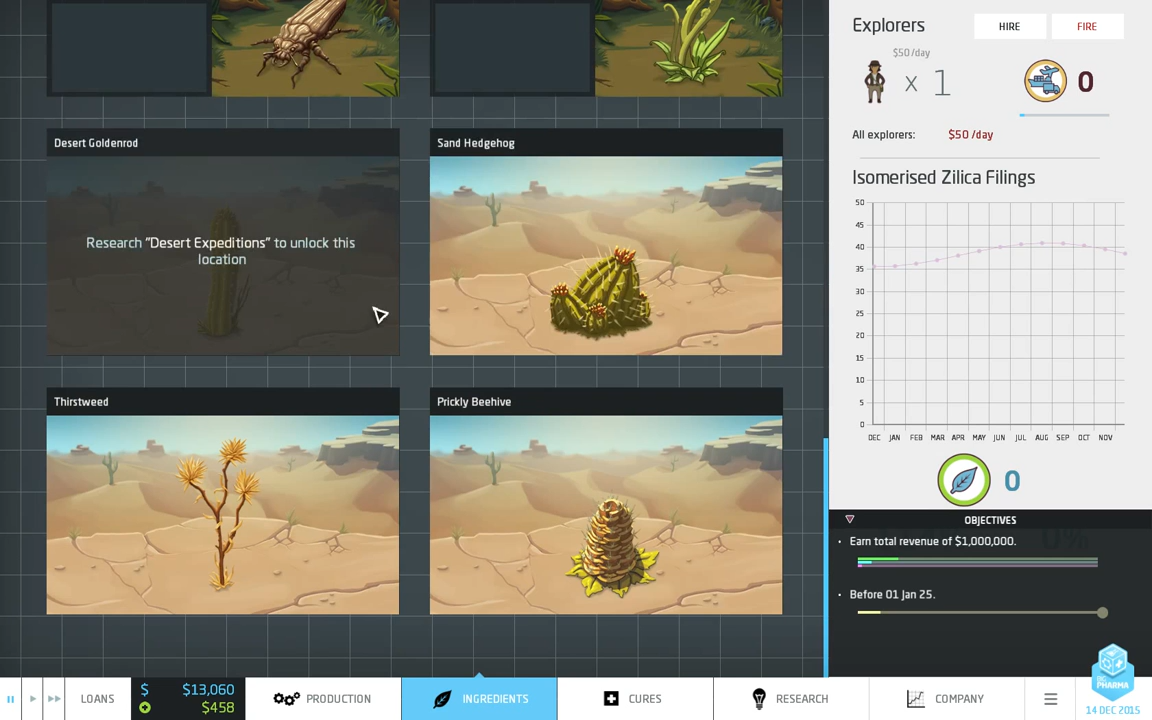 Explorers
HIRE
FIRE
$50 /day
x 1
0
All explorers:
$50 /day
Desert Goldenrod
Sand Hedgehog
Research "Desert Expeditions" to unlock this
location
Isomerised Zilica Filings
50
45
40
35
30
25
20
15
10
5
0
DEC JAN FEB MAR APR MAY JUN JUL AUG SEP OCT NOV
0
Thirstweed
Prickly Beehive
OBJECTIVES
0%
• Earn total revenue of $1,000,000.
• Before 01 Jan 25.
LOANS
$ $13,060
$458
PRODUCTION
INGREDIENTS
CURES
RESEARCH
COMPANY
BIG
PHARMA
14 DEC 2015